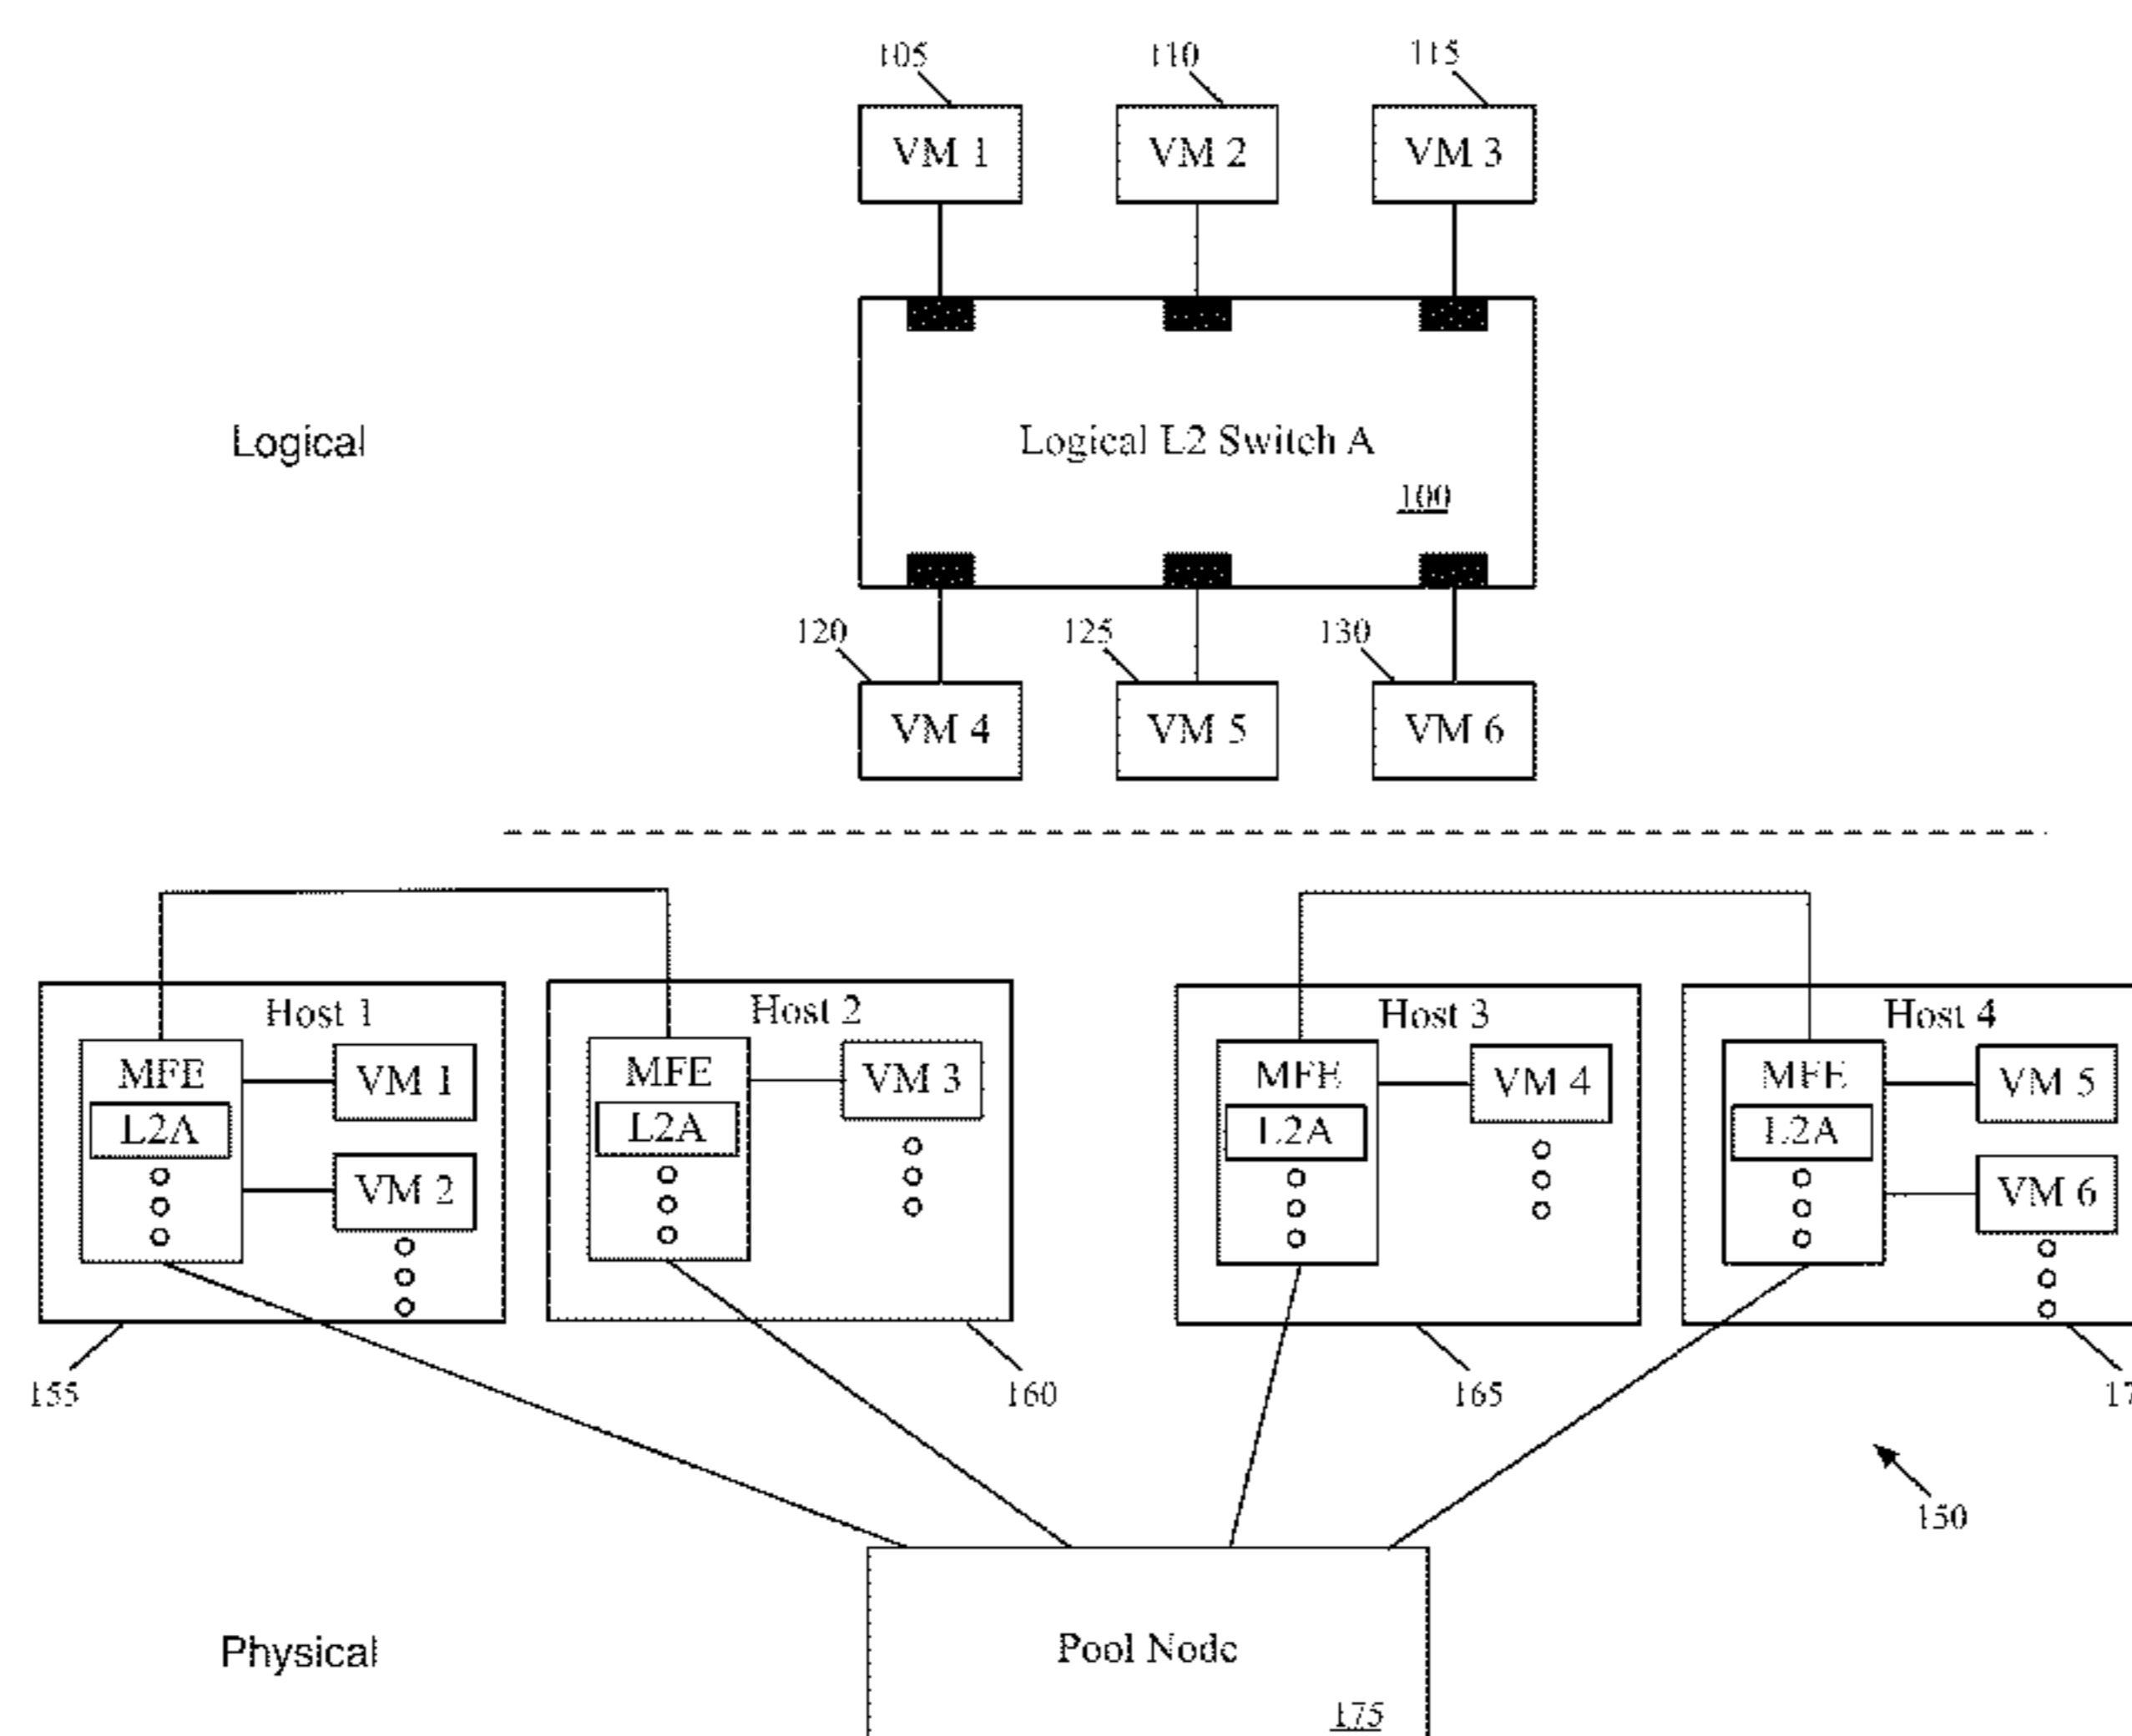 105 110 115
VM 1 VM 2 VM 3
Logical
Logical L2 Switch A
100
120 125 130
VM 4 VM 5 VM 6
Host 1 Host 2 Host 3 Host 4
MFE VM 1 MFE VM 3 MFE VM 4 MFE VM 5
L2A L2A L2A L2A
VM 2 VM 6
155 160 165 17
150
Physical
Pool Node
175